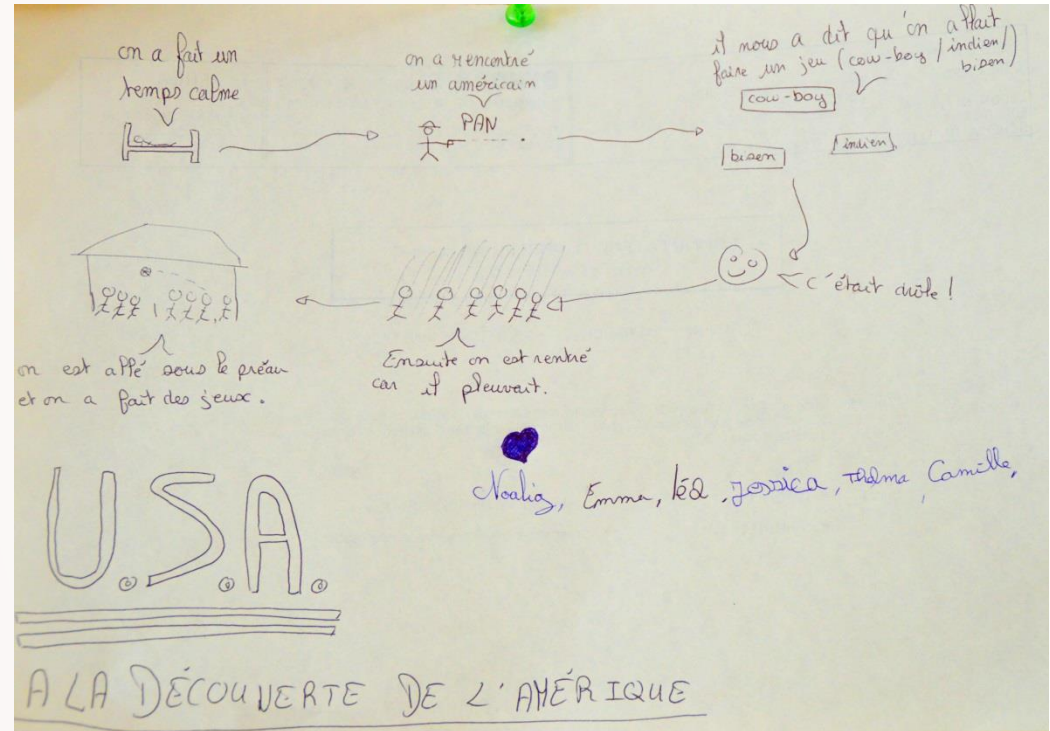 on a fait un
temps calme
on a rencontré
un américain
PAN
il nous a dit qu'on allait
faire un jeu (cow-boy / indien /
bison)
cow-boy
indien
bison
c'était drôle !
Ensuite on est rentré
car il pleuvait.
on est allé sous le préau
et on a fait des jeux.
Noalia, Emma, léa, Jessica, Thelma, Camille,
U.S.A.
A LA DÉCOUVERTE DE L'AMÉRIQUE